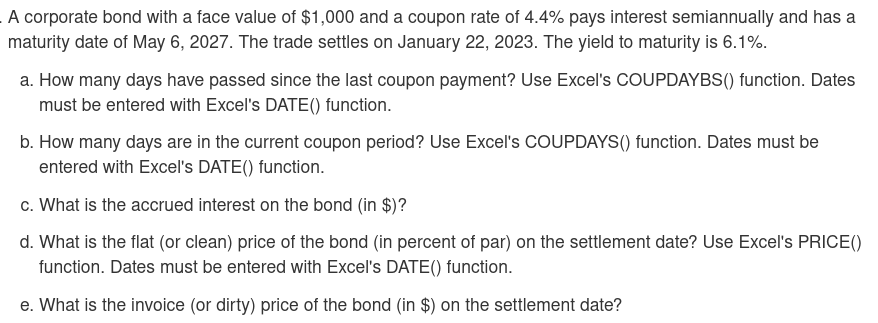 . A corporate bond with a face value of $1,000 and a coupon rate of 4.4% pays interest semiannually and has a
maturity date of May 6, 2027. The trade settles on January 22, 2023. The yield to maturity is 6.1%.
a. How many days have passed since the last coupon payment? Use Excel's COUPDAYBS() function. Dates
must be entered with Excel's DATE() function.
b. How many days are in the current coupon period? Use Excel's COUPDAYS() function. Dates must be
entered with Excel's DATE() function.
c. What is the accrued interest on the bond (in $)?
d. What is the flat (or clean) price of the bond (in percent of par) on the settlement date? Use Excel's PRICE()
function. Dates must be entered with Excel's DATE() function.
e. What is the invoice (or dirty) price of the bond (in $) on the settlement date?